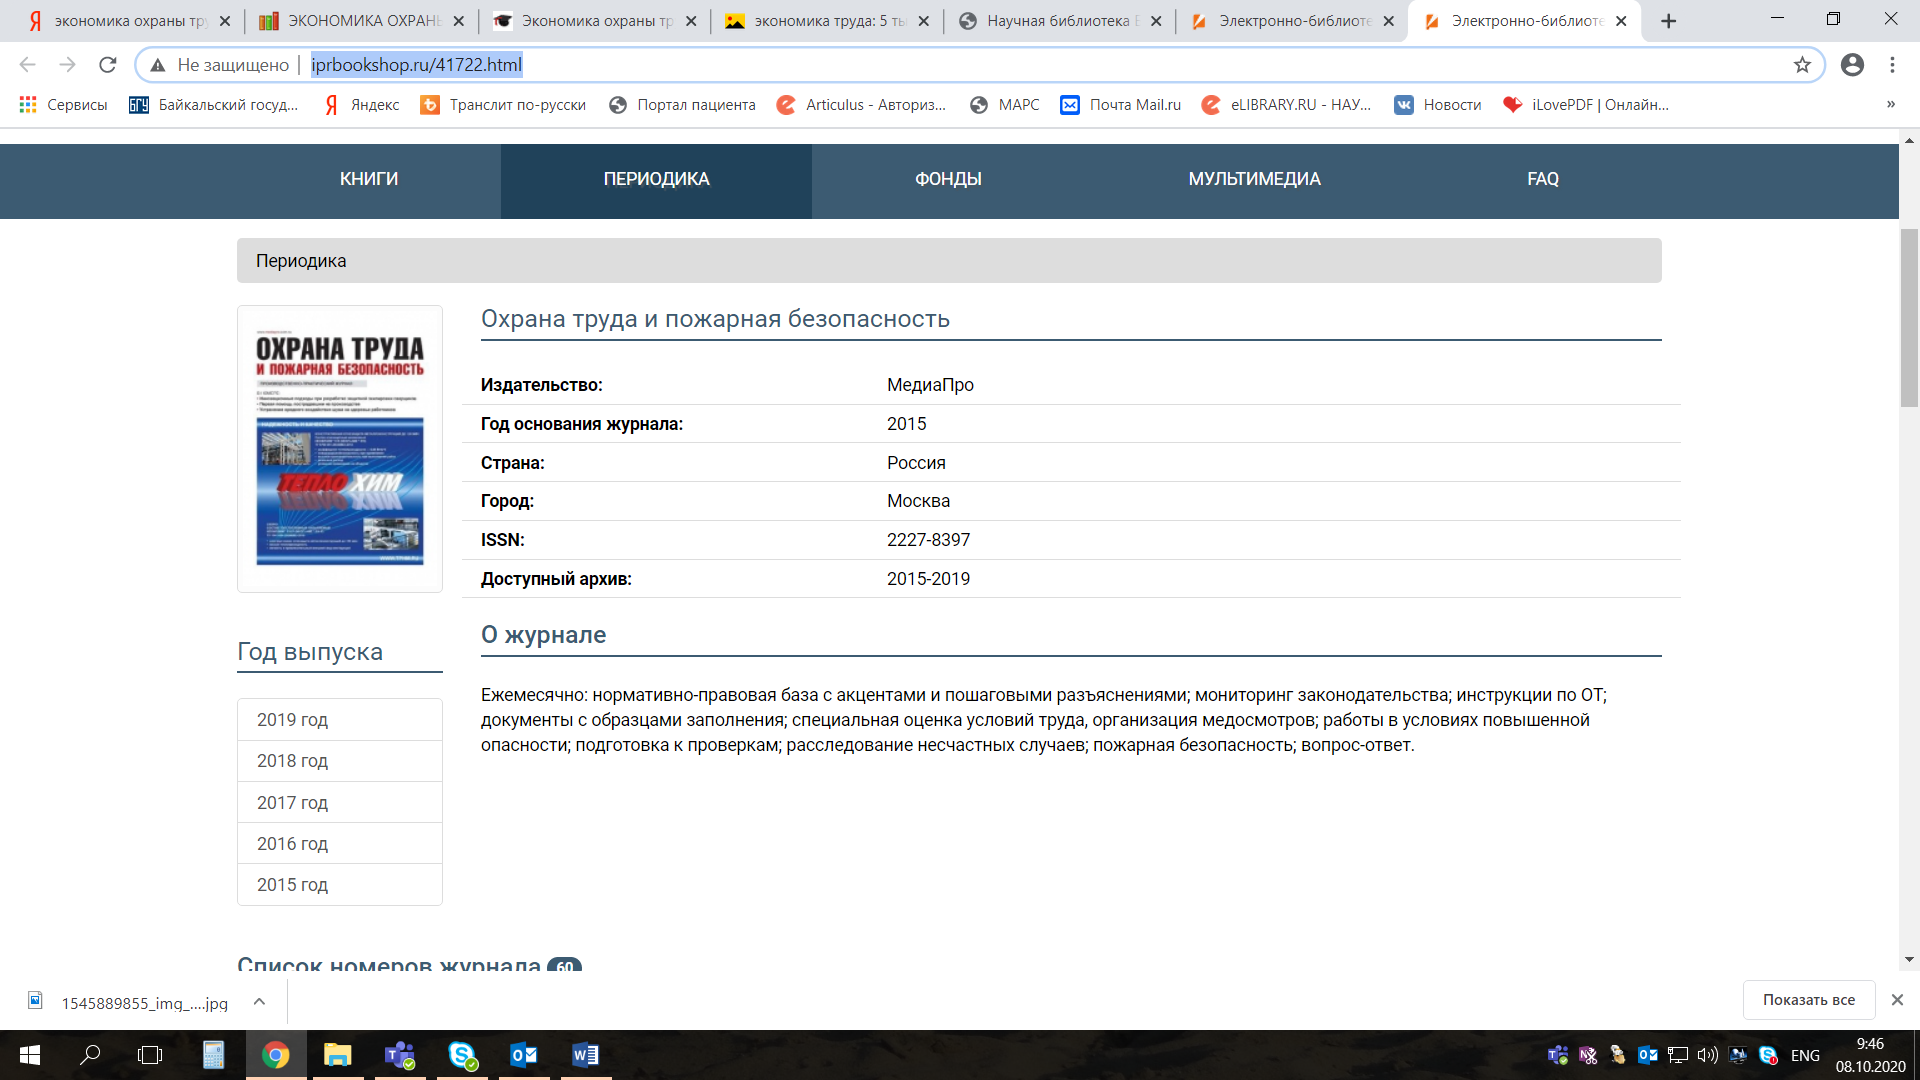 экономика охраны тру
ЭКОНОМИКА ОХРАНЬ
Экономика охраны тр
экономика труда: 5 ты
Научная библиотека Б
Электронно-библиоте
Электронно-библиоте
Не защищено
iprbookshop.ru/41722.html
Сервисы
БГУ
Байкальский госуд...
Яндекс
Транслит по-русски
Портал пациента
Articulus - Авториз...
МАРС
Почта Mail.ru
eLIBRARY.RU - НАУ...
Новости
iLovePDF | Онлайн...
КНИГИ
ПЕРИОДИКА
ФОНДЫ
МУЛЬТИМЕДИА
FAQ
Периодика
ОХРАНА ТРУДА
И ПОЖАРНАЯ БЕЗОПАСНОСТЬ
ТЕПЛОХИМ
Охрана труда и пожарная безопасность
Издательство: МедиаПро
Год основания журнала: 2015
Страна: Россия
Город: Москва
ISSN: 2227-8397
Доступный архив: 2015-2019
О журнале
Ежемесячно: нормативно-правовая база с акцентами и пошаговыми разъяснениями; мониторинг законодательства; инструкции по ОТ;
документы с образцами заполнения; специальная оценка условий труда, организация медосмотров; работы в условиях повышенной
опасности; подготовка к проверкам; расследование несчастных случаев; пожарная безопасность; вопрос-ответ.
Год выпуска
2019 год
2018 год
2017 год
2016 год
2015 год
Список номеров журнала 60
1545889855_img_....jpg
Показать все
ENG
9:46
08.10.2020